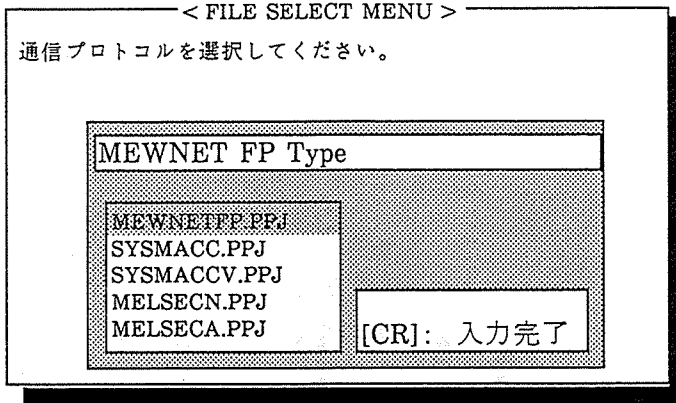 < FILE SELECT MENU >
通信プロトコルを選択してください。
MEWNET FP Type
MEWNETFP.PPJ
SYSMACC.PPJ
SYSMACCV.PPJ
MELSECN.PPJ
MELSECA.PPJ
[CR]: 入力完了